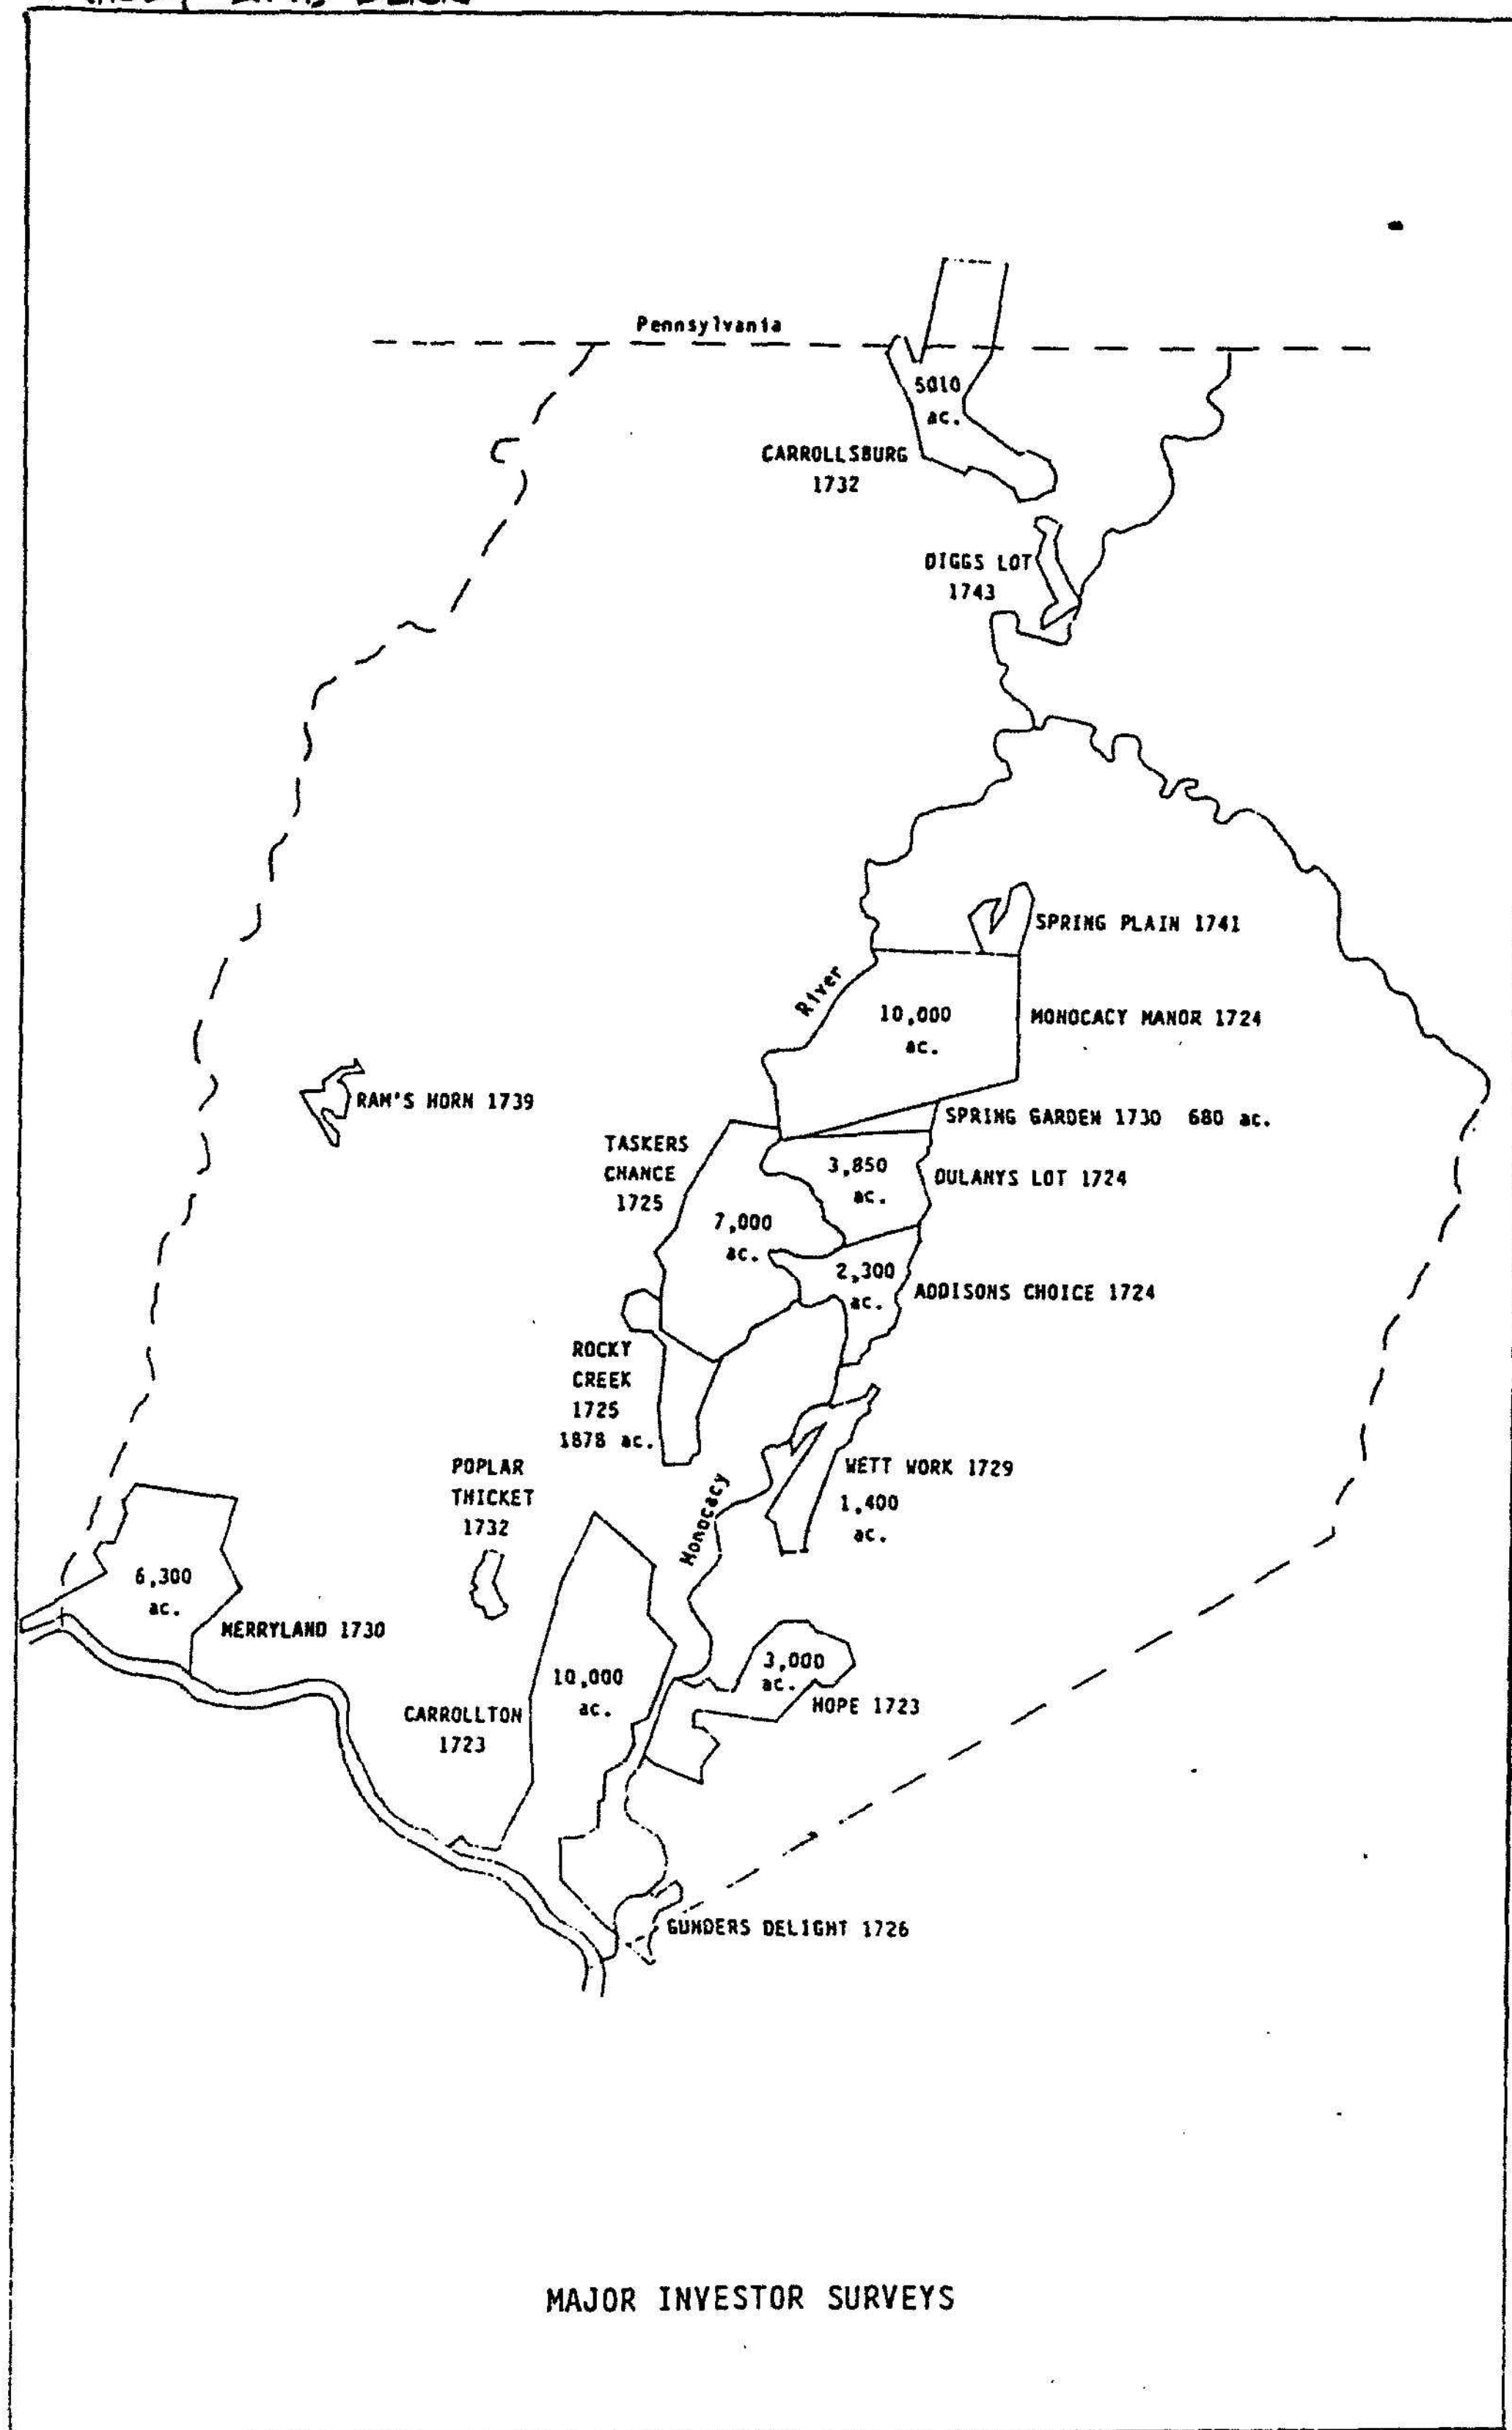 Pennsylvania
5010
ac.
CARROLLSBURG
1732
DIGGS LOT
1743
SPRING PLAIN 1741
River
10,000
ac.
MONOCACY MANOR 1724
RAM'S HORN 1739
SPRING GARDEN 1730 680 ac.
TASKERS
CHANCE
1725
3,850
ac.
DULANYS LOT 1724
7,000
ac.
2,300
ac.
ADDISONS CHOICE 1724
ROCKY
CREEK
1725
1878 ac.
POPLAR
THICKET
1732
WETT WORK 1729
1,400
ac.
Monocacy
6,300
ac.
MERRYLAND 1730
10,000
ac.
3,000
ac.
HOPE 1723
CARROLLTON
1723
GUNDERS DELIGHT 1726
MAJOR INVESTOR SURVEYS